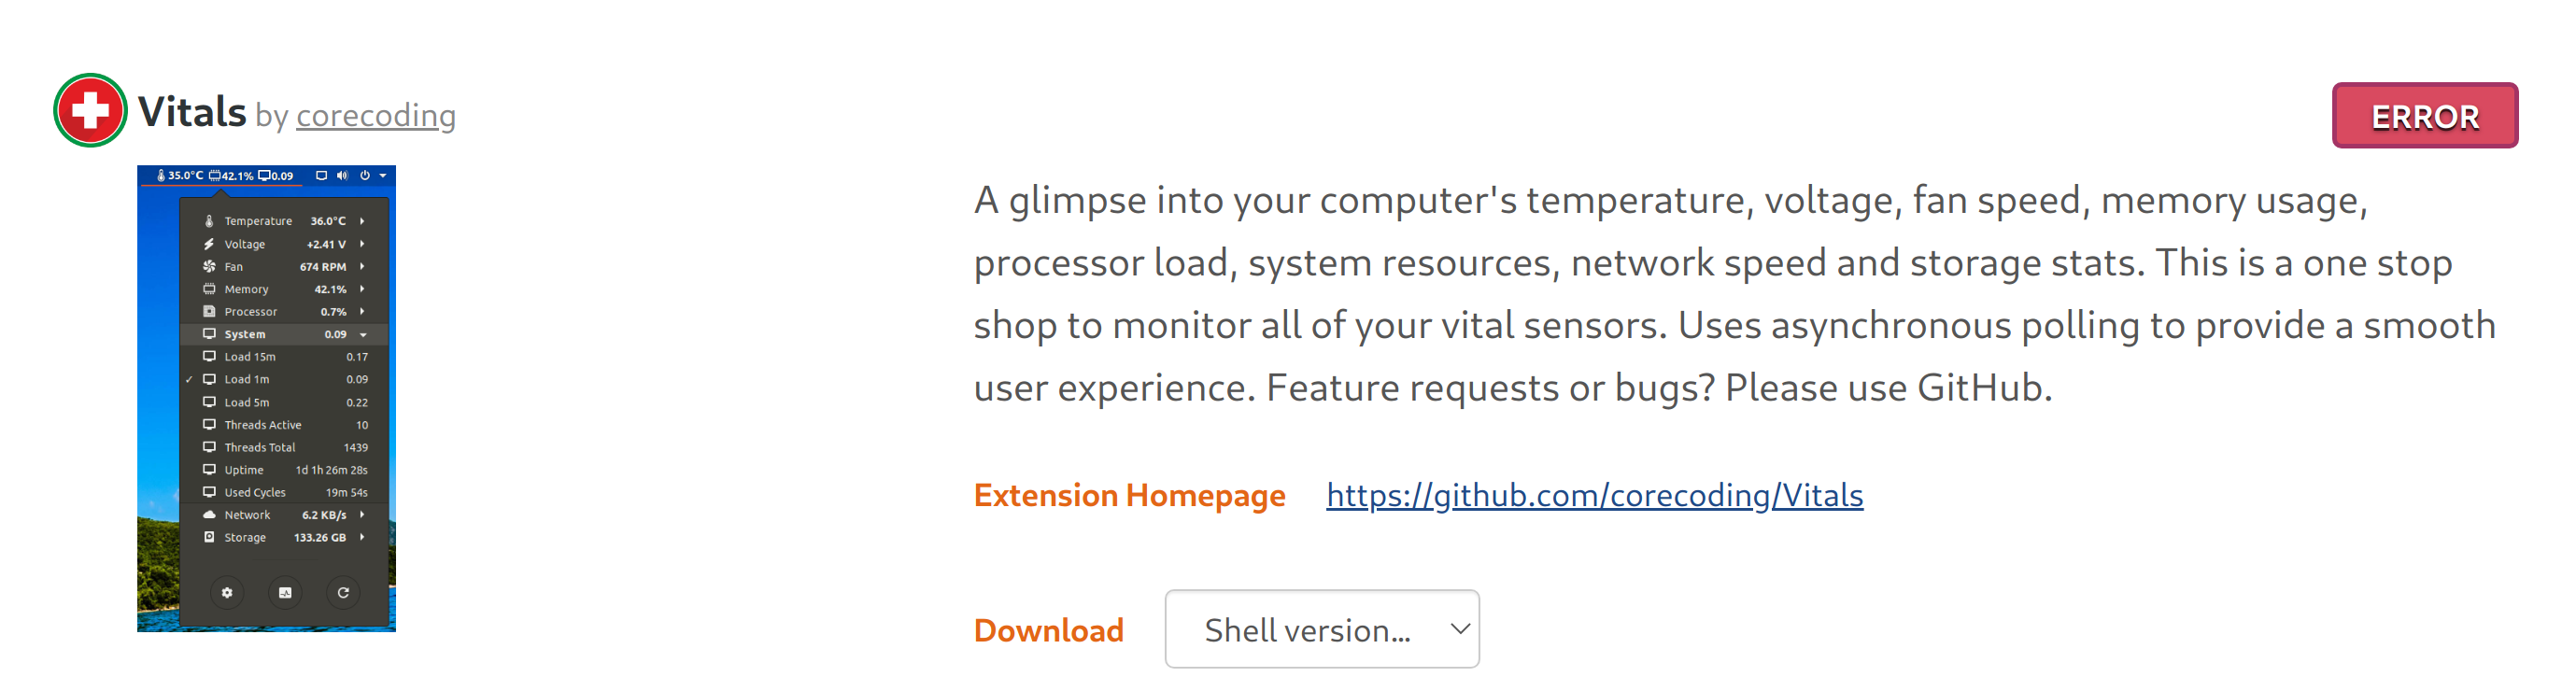 Vitals by corecoding
ERROR
35.0°C 42.1% 0.09
Temperature 36.0°C
Voltage +2.41 V
Fan 674 RPM
Memory 42.1%
Processor 0.7%
System 0.09
Load 15m 0.17
Load 1m 0.09
Load 5m 0.22
Threads Active 10
Threads Total 1439
Uptime 1d 1h 26m 28s
Used Cycles 19m 54s
Network 6.2 KB/s
Storage 133.26 GB
A glimpse into your computer's temperature, voltage, fan speed, memory usage,
processor load, system resources, network speed and storage stats. This is a one stop
shop to monitor all of your vital sensors. Uses asynchronous polling to provide a smooth
user experience. Feature requests or bugs? Please use GitHub.
Extension Homepage https://github.com/corecoding/Vitals
Download Shell version...